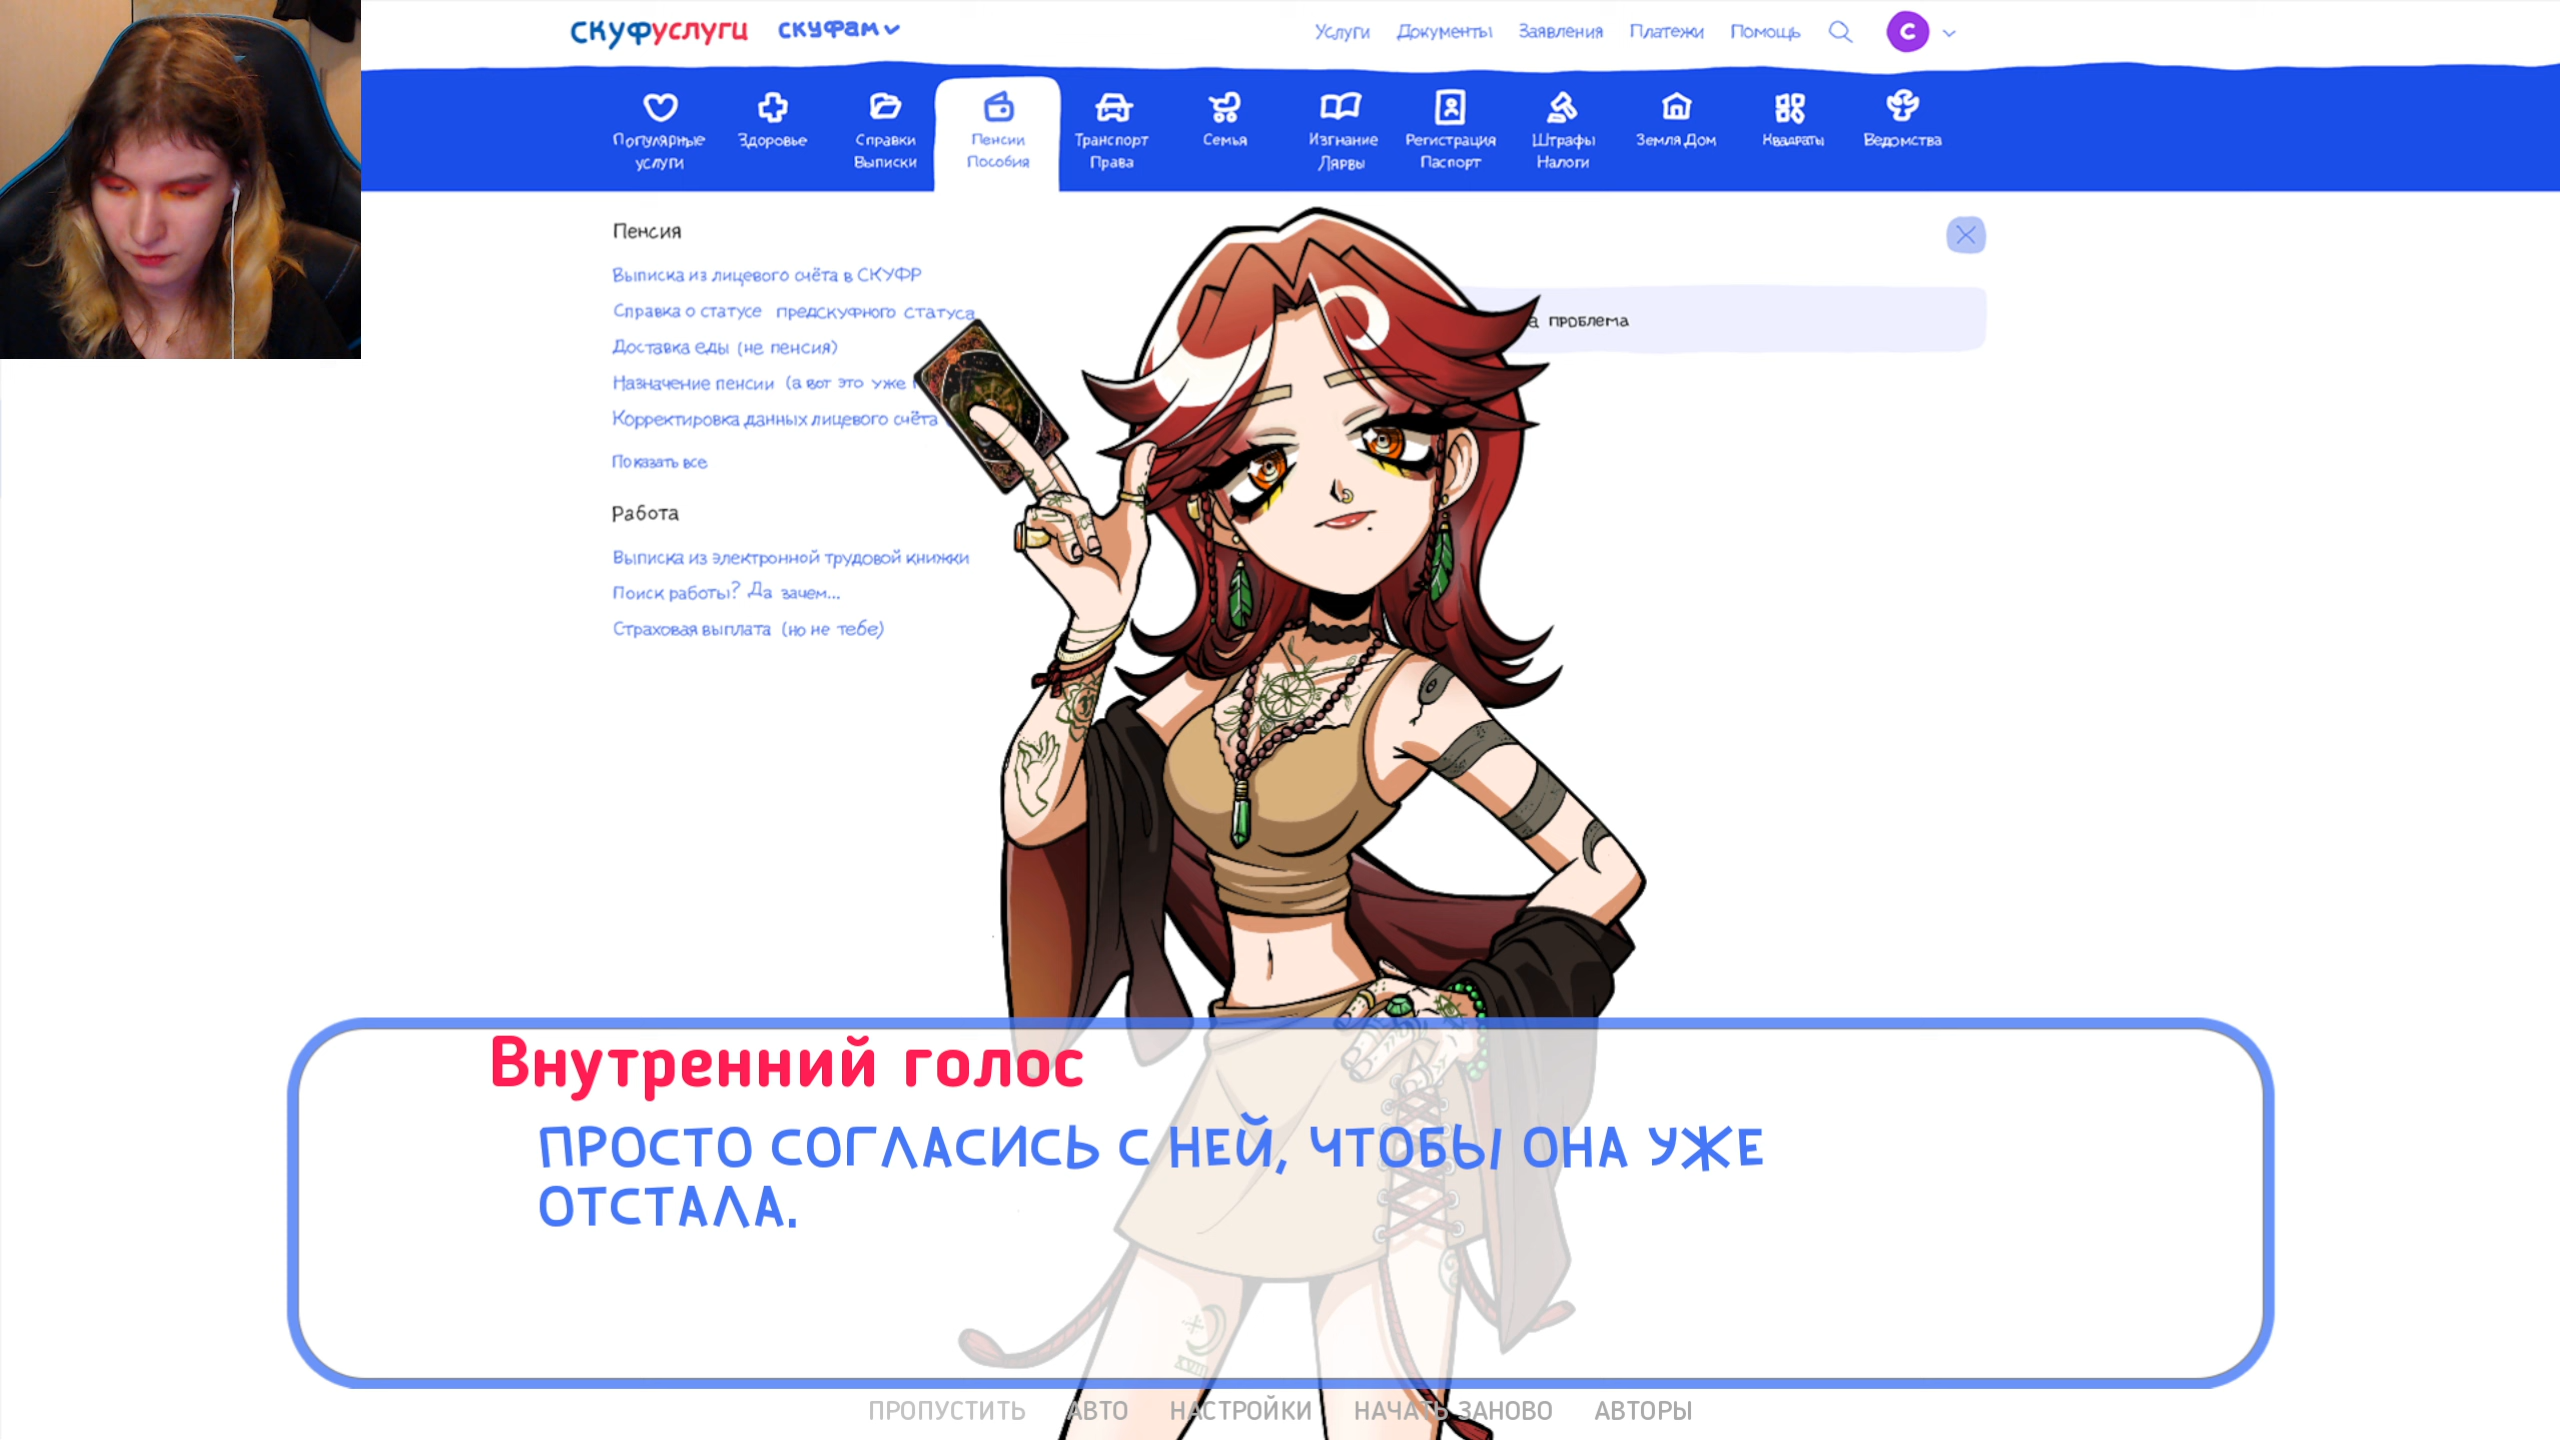 скуфуслуги скуфам
Услуги Документы Заявления Платежи Помощь С
Популярные услуги
Здоровье
Справки Выписки
Пенсии Пособия
Транспорт Права
Семья
Изгнание Лярвы
Регистрация Паспорт
Штрафы Налоги
Земля Дом
Квадраты
Ведомства
Пенсия
Выписка из лицевого счёта в СКУФР
Справка о статусе предскуфного статуса
Доставка еды (не пенсия)
Назначение пенсии (а вот это уже
Корректировка данных лицевого счёта
Показать все
Работа
Выписка из электронной трудовой книжки
Поиск работы? Да зачем...
Страховая выплата (но не тебе)
проблема
XVIII
Внутренний голос
ПРОСТО СОГЛАСИСЬ С НЕЙ, ЧТОБЫ ОНА УЖЕ
ОТСТАЛА.
ПРОПУСТИТЬ АВТО НАСТРОЙКИ НАЧАТЬ ЗАНОВО АВТОРЫ